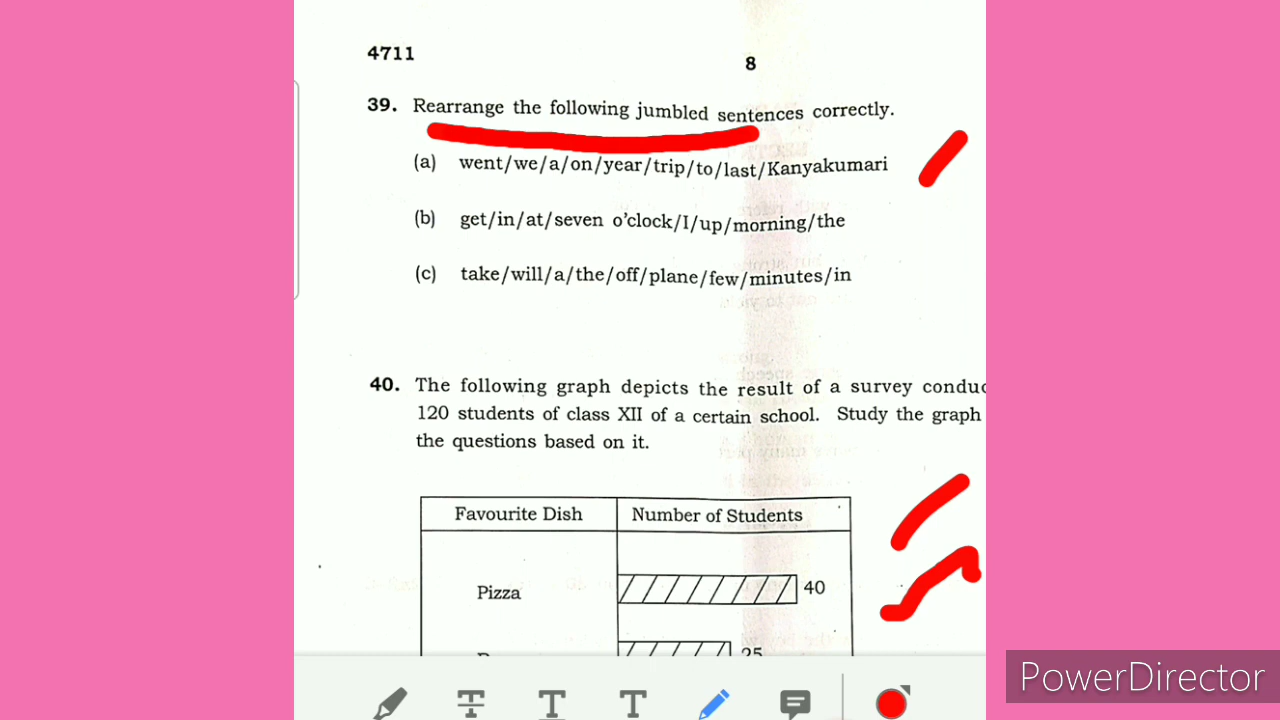 4711
8
39. Rearrange the following jumbled sentences correctly.
(a) went/we/a/on/year/trip/to/last/Kanyakumari
(b) get/in/at/seven o'clock/I/up/morning/the
(c) take/will/a/the/off/plane/few/minutes/in
40. The following graph depicts the result of a survey conduc
120 students of class XII of a certain school. Study the graph
the questions based on it.
Favourite Dish Number of Students
Pizza 40
25
T T T
PowerDirector